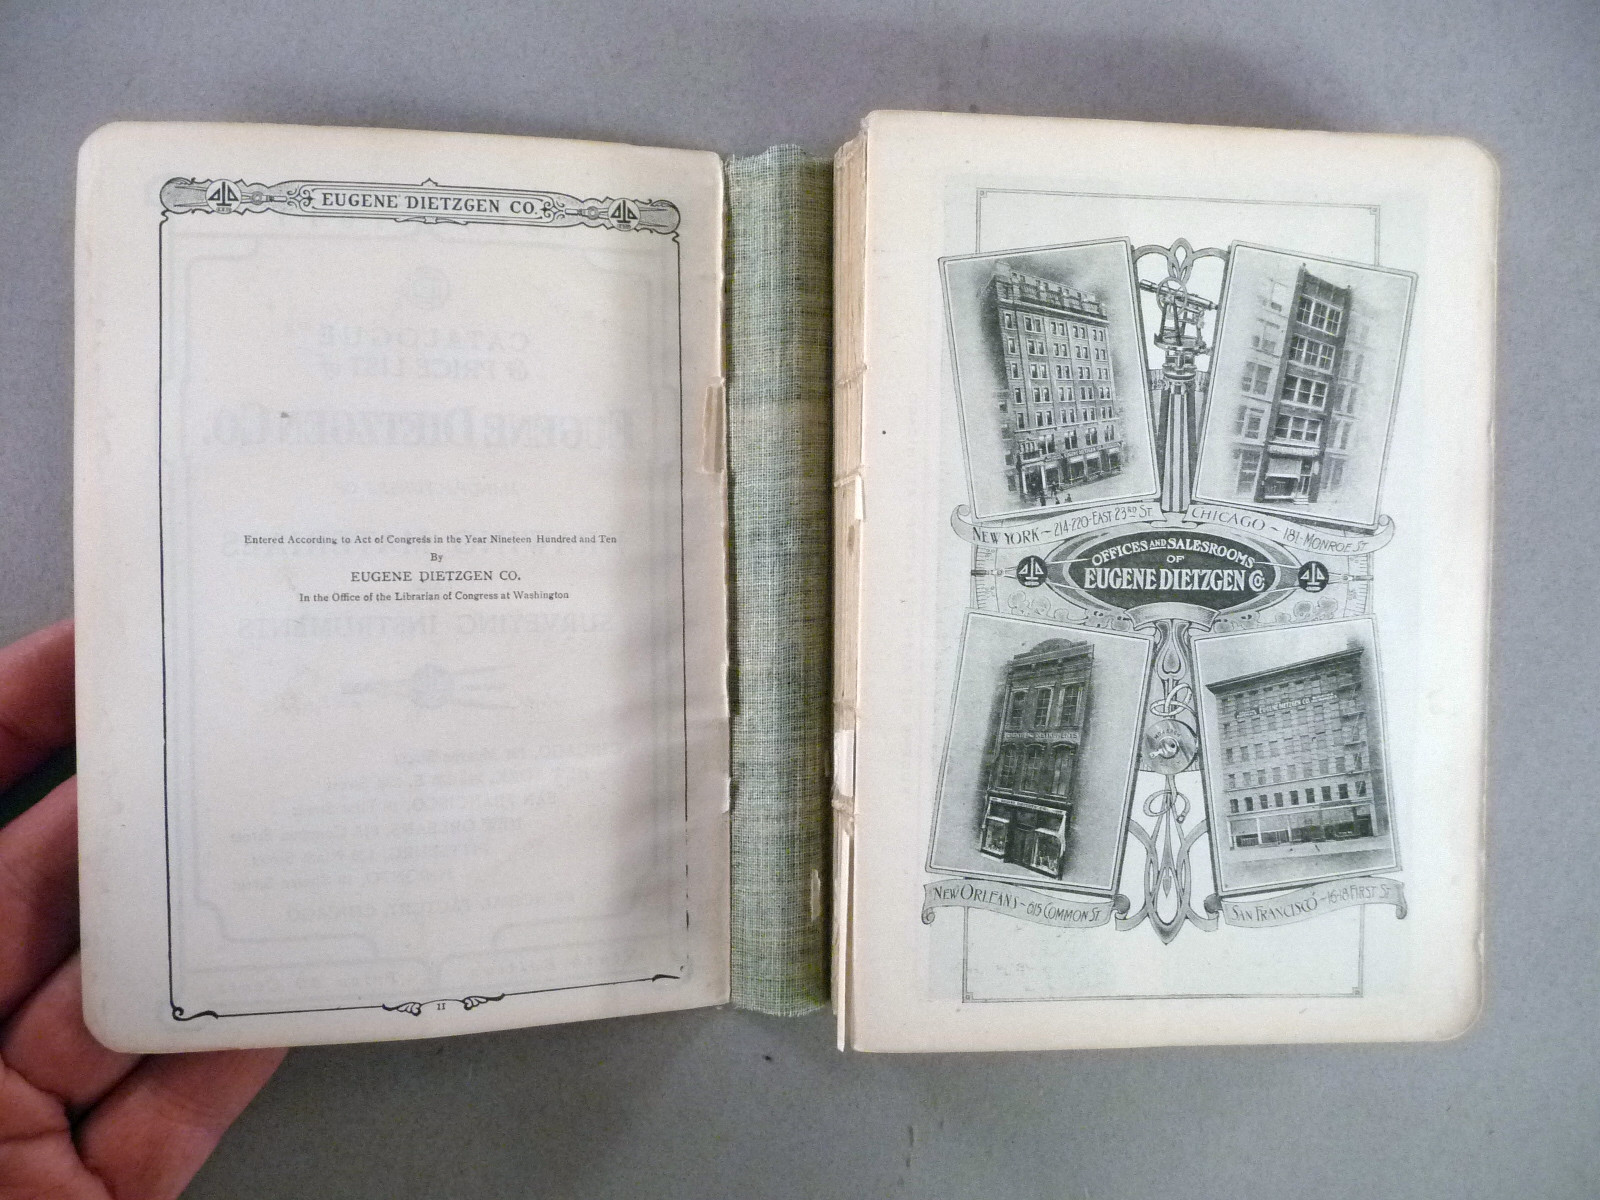 EUGENE DIETZGEN CO.
Entered According to Act of Congress in the Year Nineteen Hundred and Ten
By
EUGENE DIETZGEN CO.
In the Office of the Librarian of Congress at Washington
II
NEW YORK ~ 214-220-EAST 23RD ST.
CHICAGO ~ 181-MONROE ST
OFFICES AND SALESROOMS
OF
EUGENE DIETZGEN CO
NEW ORLEANS ~ 615 COMMON ST.
SAN FRANCISCO ~ 16-18 FIRST ST.